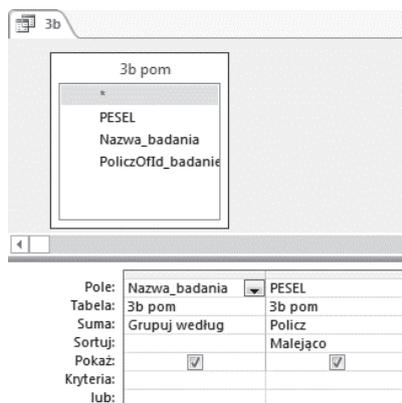 3b
3b pom
*
PESEL
Nazwa_badania
PoliczOfId_badanie
Pole: Nazwa_badania PESEL
Tabela: 3b pom 3b pom
Suma: Grupuj według Policz
Sortuj: Malejąco
Pokaż:
Kryteria:
lub: